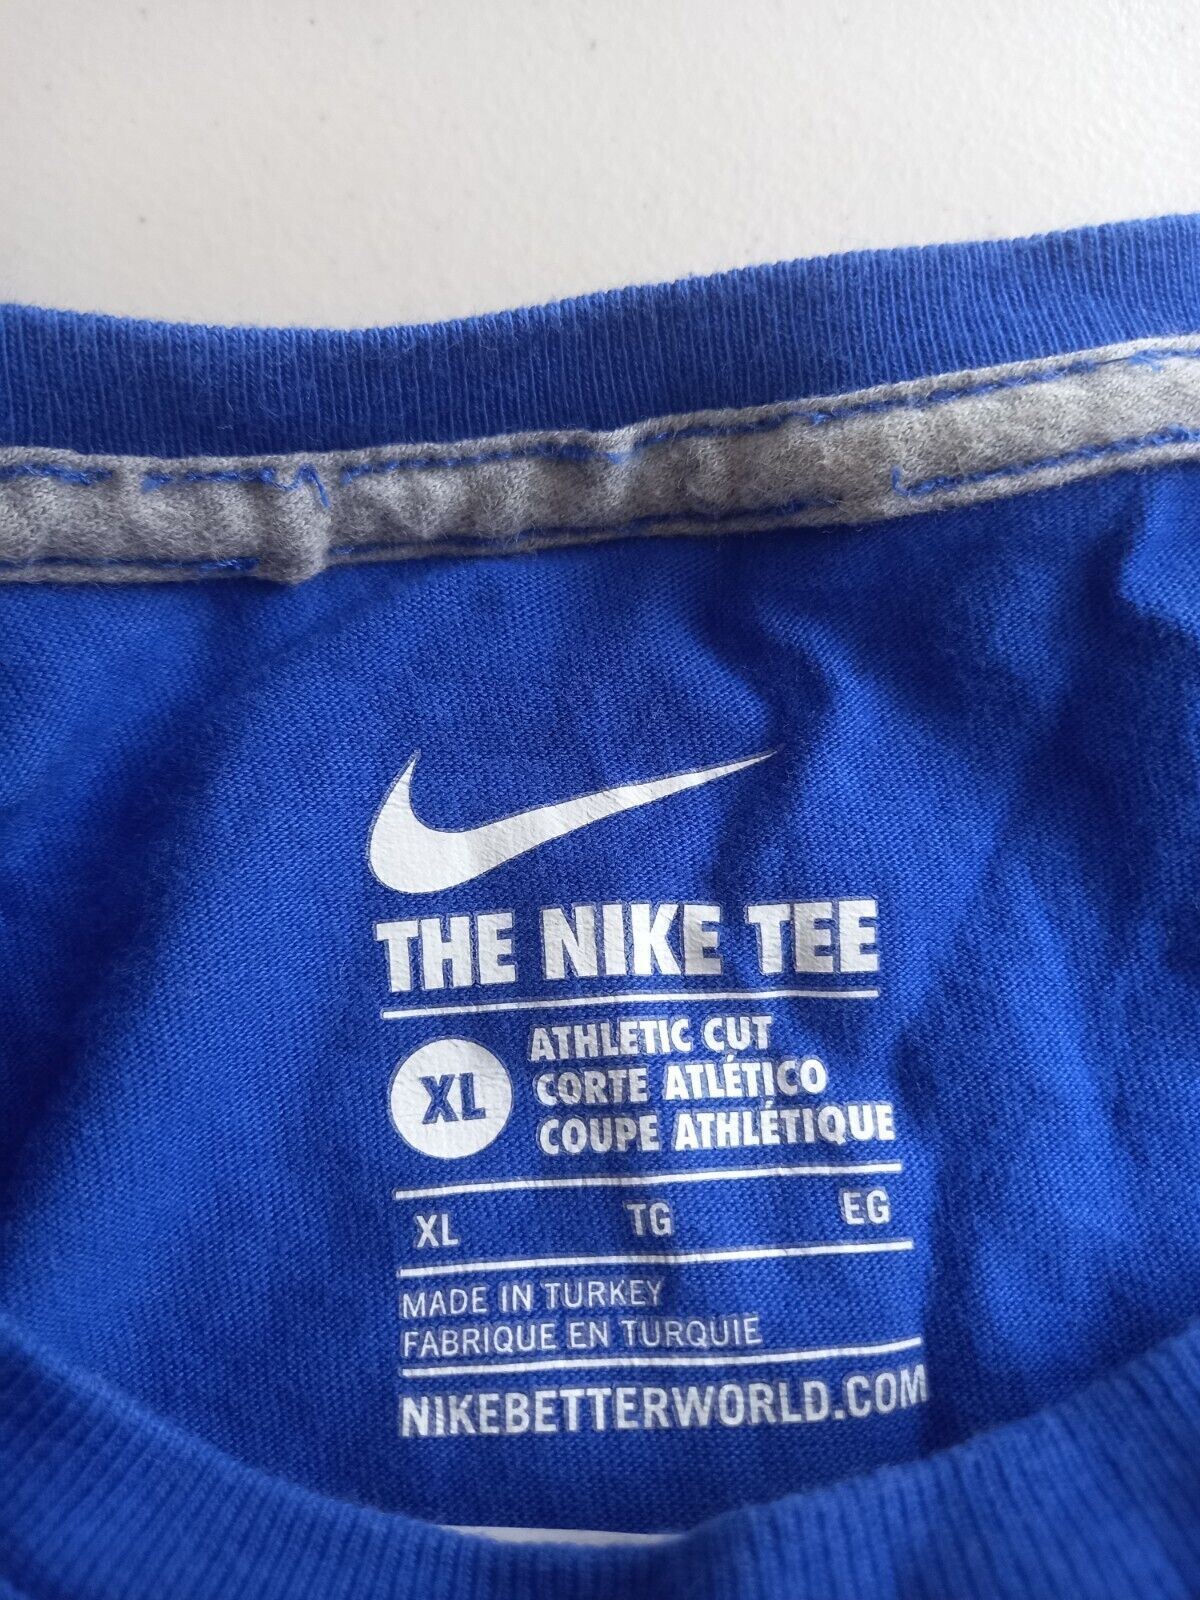 THE NIKE TEE
XL
ATHLETIC CUT
CORTE ATLÉTICO
COUPE ATHLÉTIQUE
XL TG EG
MADE IN TURKEY
FABRIQUE EN TURQUIE
NIKEBETTERWORLD.COM